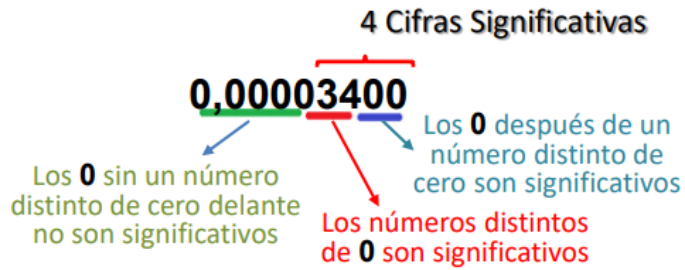 4 Cifras Significativas
0,00003400
Los 0 después de un
número distinto de
cero son significativos
Los 0 sin un número
distinto de cero delante
no son significativos
Los números distintos
de 0 son significativos